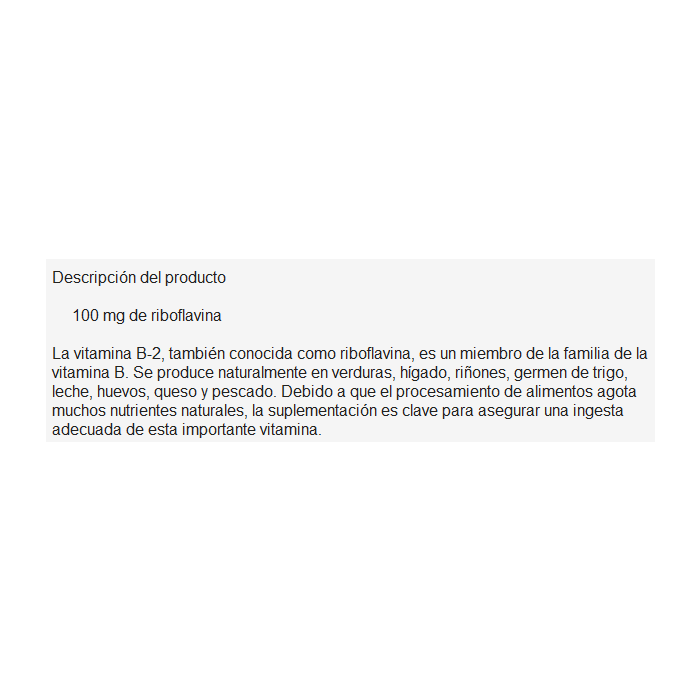 Descripción del producto
100 mg de riboflavina
La vitamina B-2, también conocida como riboflavina, es un miembro de la familia de la
vitamina B. Se produce naturalmente en verduras, hígado, riñones, germen de trigo,
leche, huevos, queso y pescado. Debido a que el procesamiento de alimentos agota
muchos nutrientes naturales, la suplementación es clave para asegurar una ingesta
adecuada de esta importante vitamina.